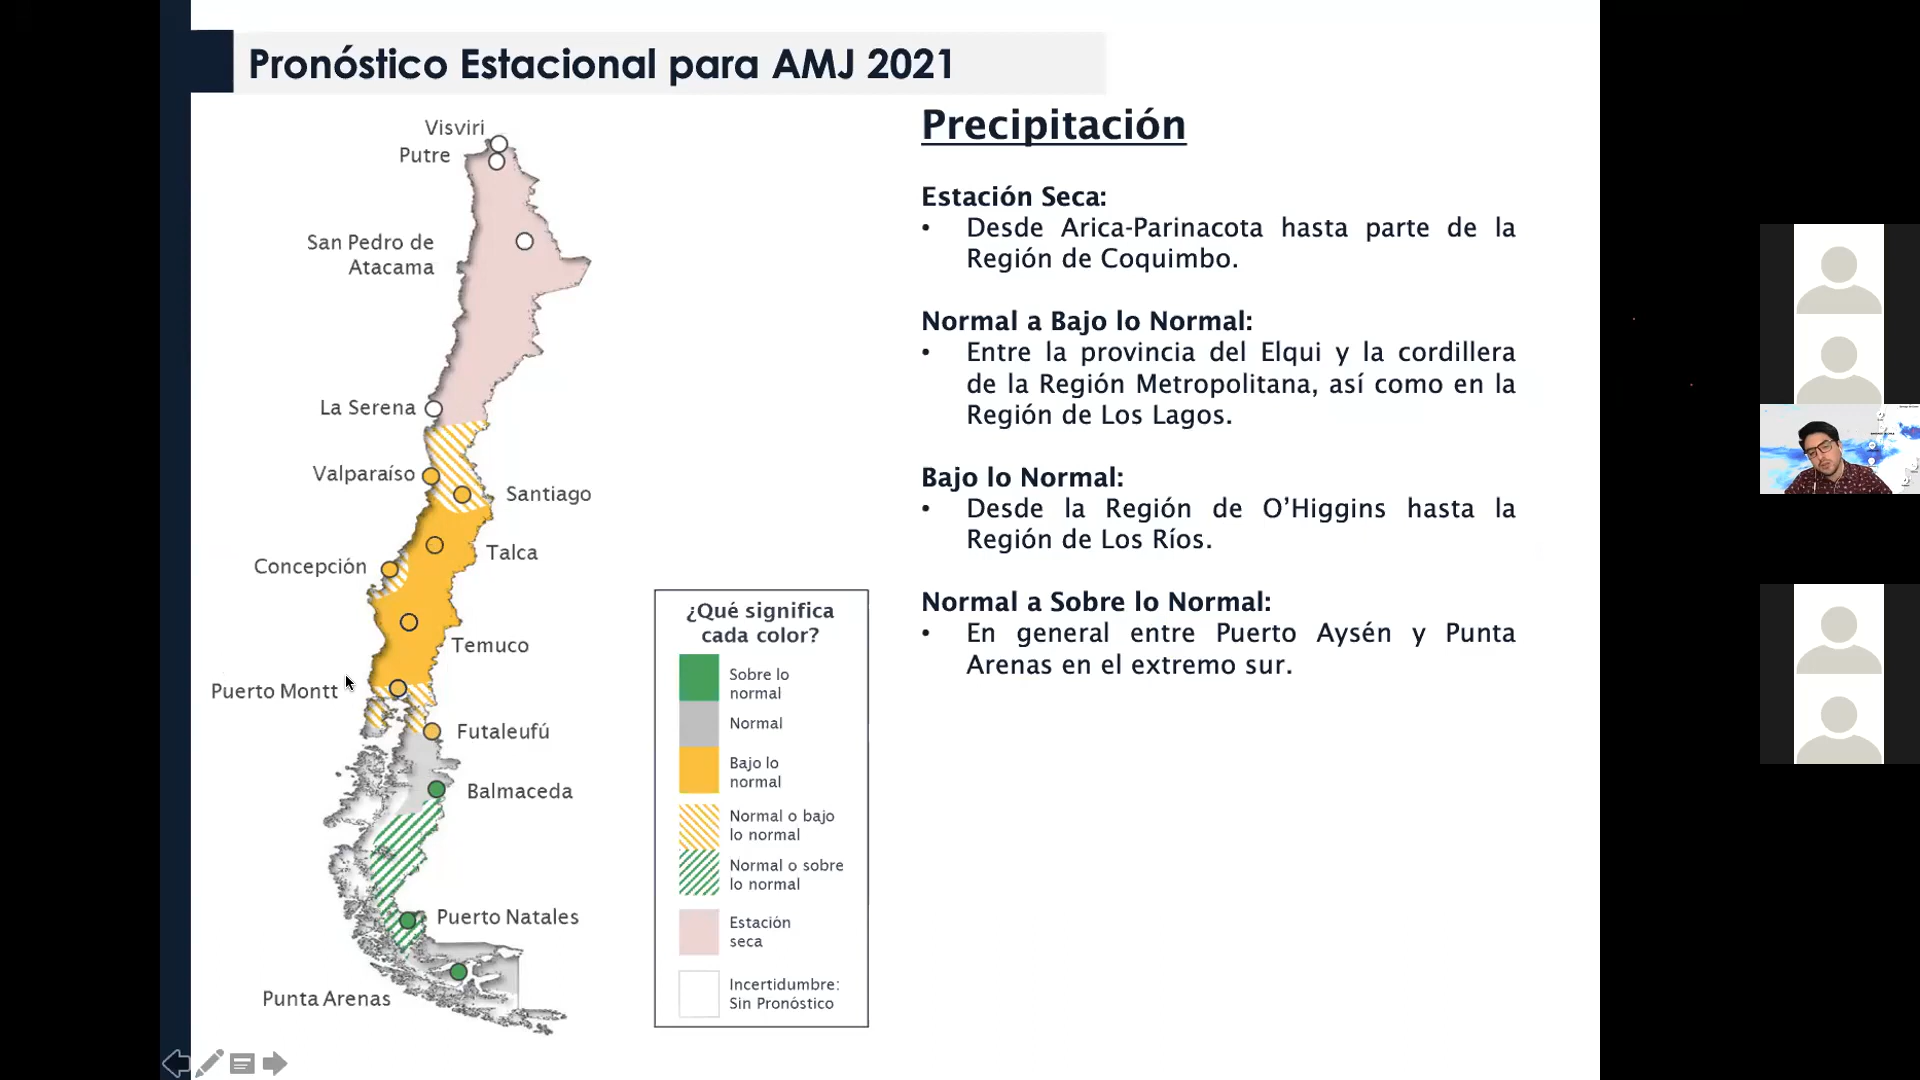 Pronóstico Estacional para AMJ 2021
Visviri
Putre
San Pedro de
Atacama
La Serena
Valparaíso
Santiago
Talca
Concepción
Temuco
Puerto Montt
Futaleufú
Balmaceda
Puerto Natales
Punta Arenas
¿Qué significa
cada color?
Sobre lo
normal
Normal
Bajo lo
normal
Normal o bajo
lo normal
Normal o sobre
lo normal
Estación
seca
Incertidumbre:
Sin Pronóstico
Precipitación
Estación Seca:
• Desde Arica-Parinacota hasta parte de la
Región de Coquimbo.
Normal a Bajo lo Normal:
• Entre la provincia del Elqui y la cordillera
de la Región Metropolitana, así como en la
Región de Los Lagos.
Bajo lo Normal:
• Desde la Región de O’Higgins hasta la
Región de Los Ríos.
Normal a Sobre lo Normal:
• En general entre Puerto Aysén y Punta
Arenas en el extremo sur.